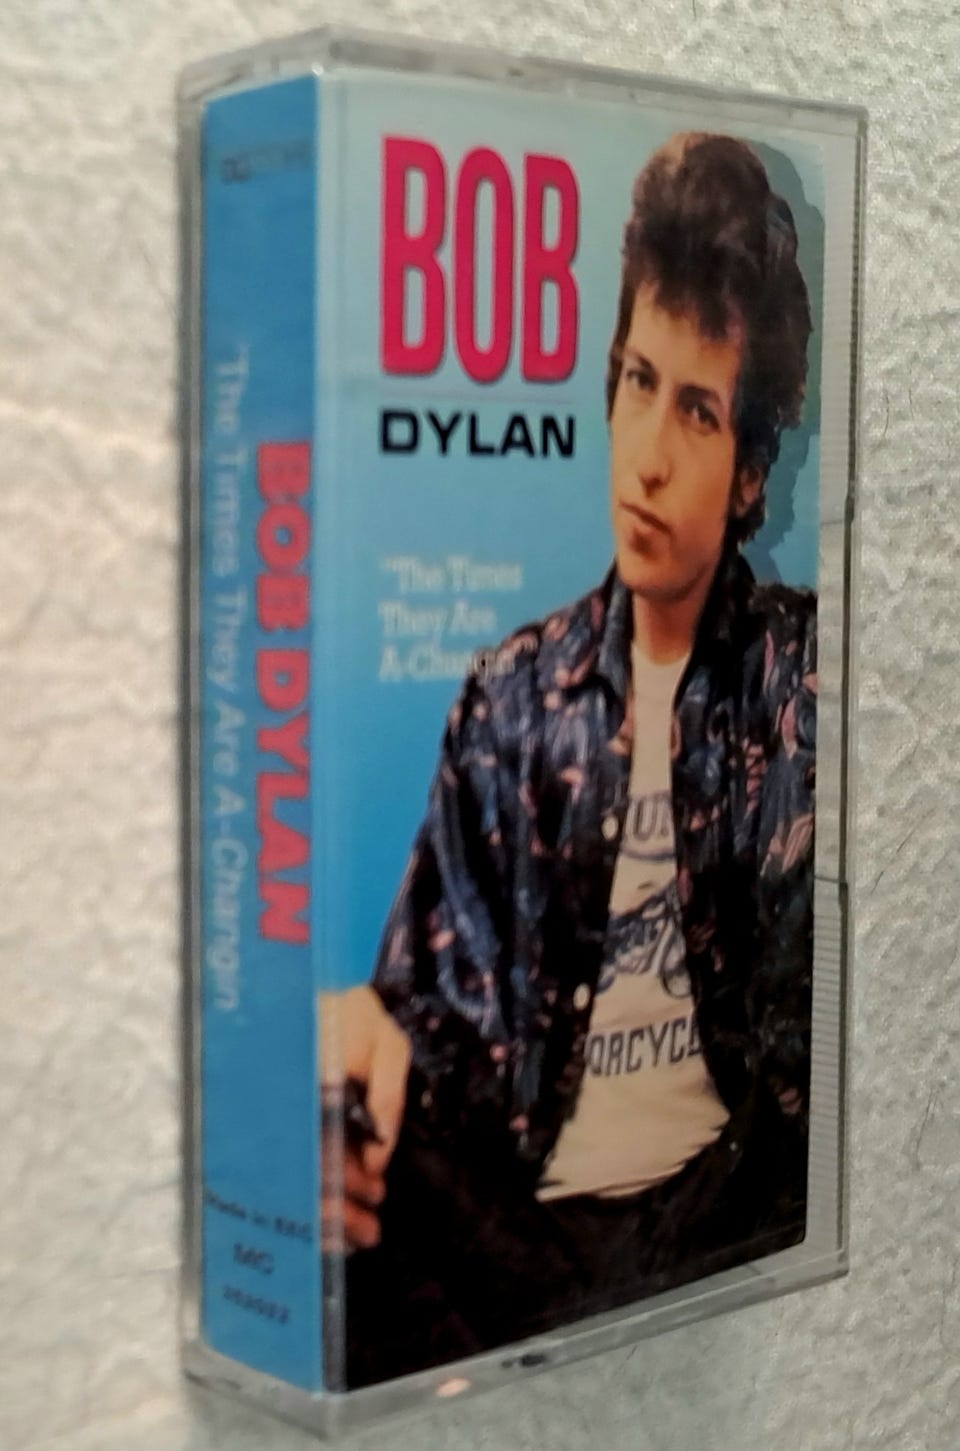 BOB
DYLAN
"The Times
They Are
A-Changin'"
BOB DYLAN
"The Times They Are A-Changin'
Made in EEC
MC
ORCYCL